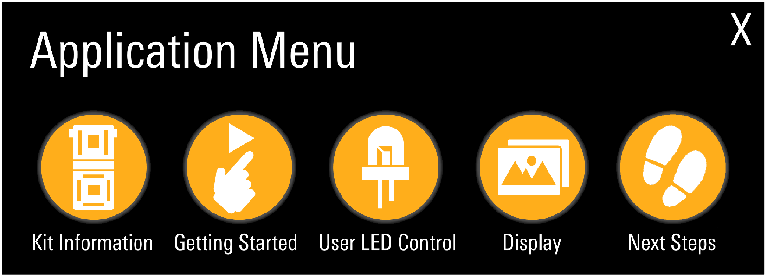 Application Menu
X
Kit Information
Getting Started
User LED Control
Display
Next Steps